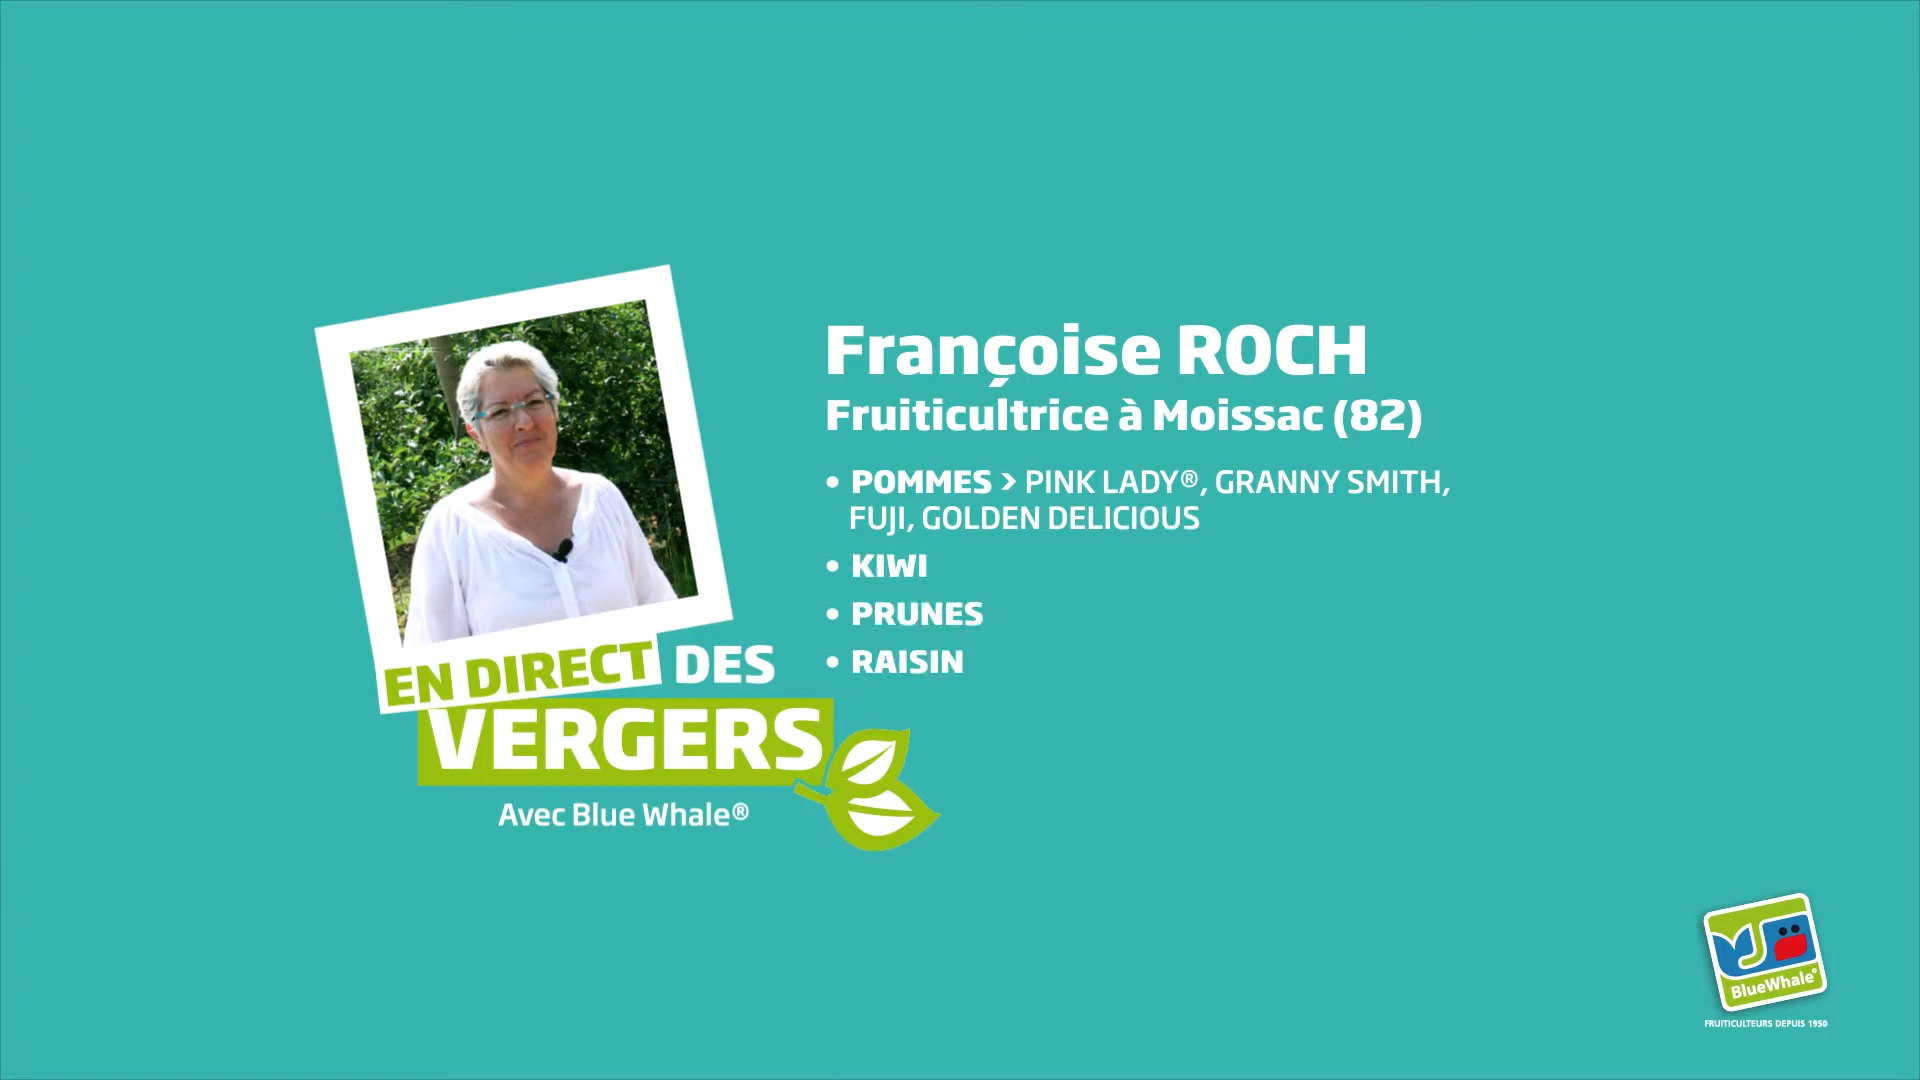 Françoise ROCH
Fruiticultrice à Moissac (82)
• POMMES > PINK LADY®, GRANNY SMITH,
FUJI, GOLDEN DELICIOUS
• KIWI
• PRUNES
• RAISIN
EN DIRECT DES
VERGERS
Avec Blue Whale®
BlueWhale®
FRUITICULTEURS DEPUIS 1950